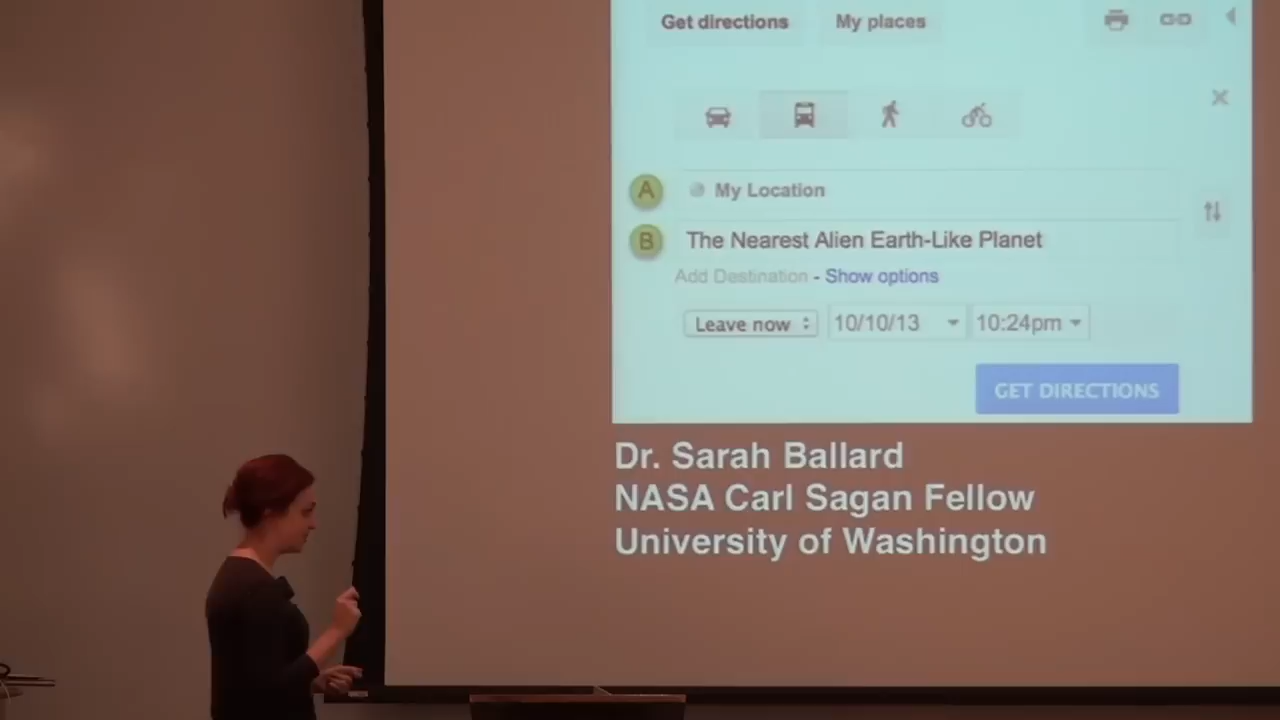 Get directions My places
A My Location
B The Nearest Alien Earth-Like Planet
Add Destination - Show options
Leave now 10/10/13 10:24pm
GET DIRECTIONS
Dr. Sarah Ballard
NASA Carl Sagan Fellow
University of Washington